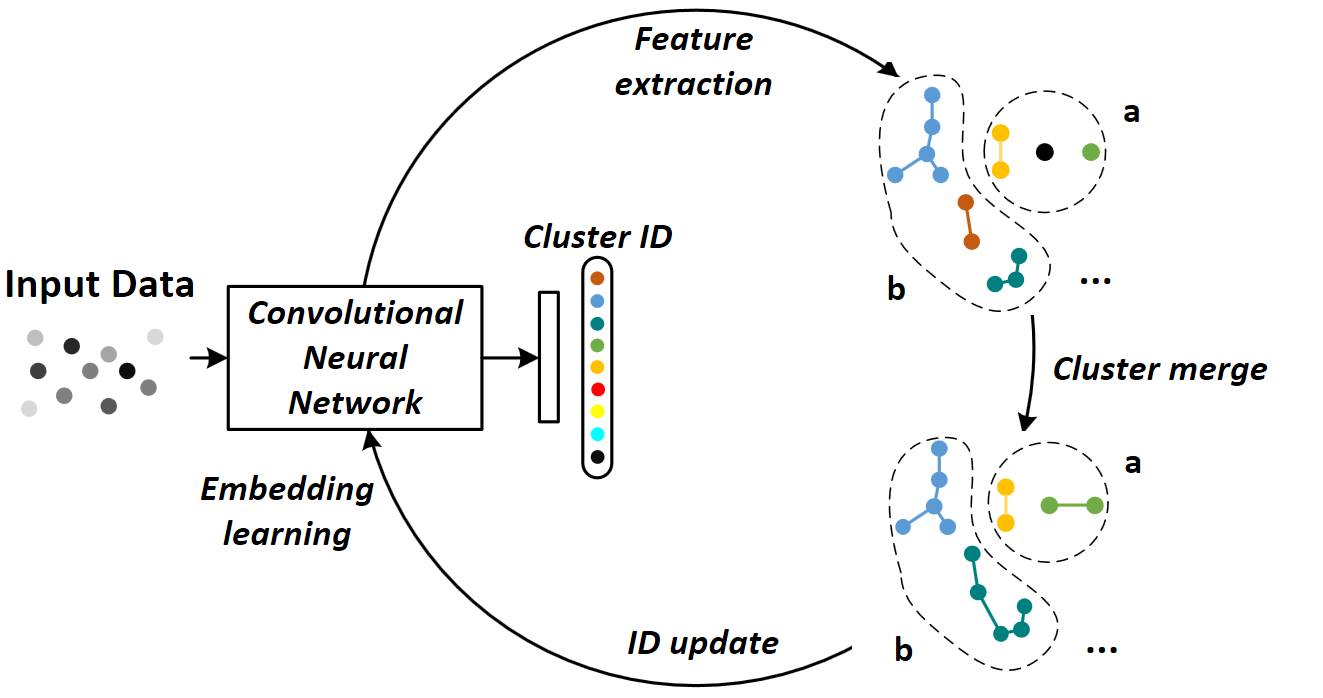 Feature
extraction
a
Cluster ID
Input Data
b
...
Convolutional
Neural
Network
Cluster merge
a
Embedding
learning
ID update
b
...